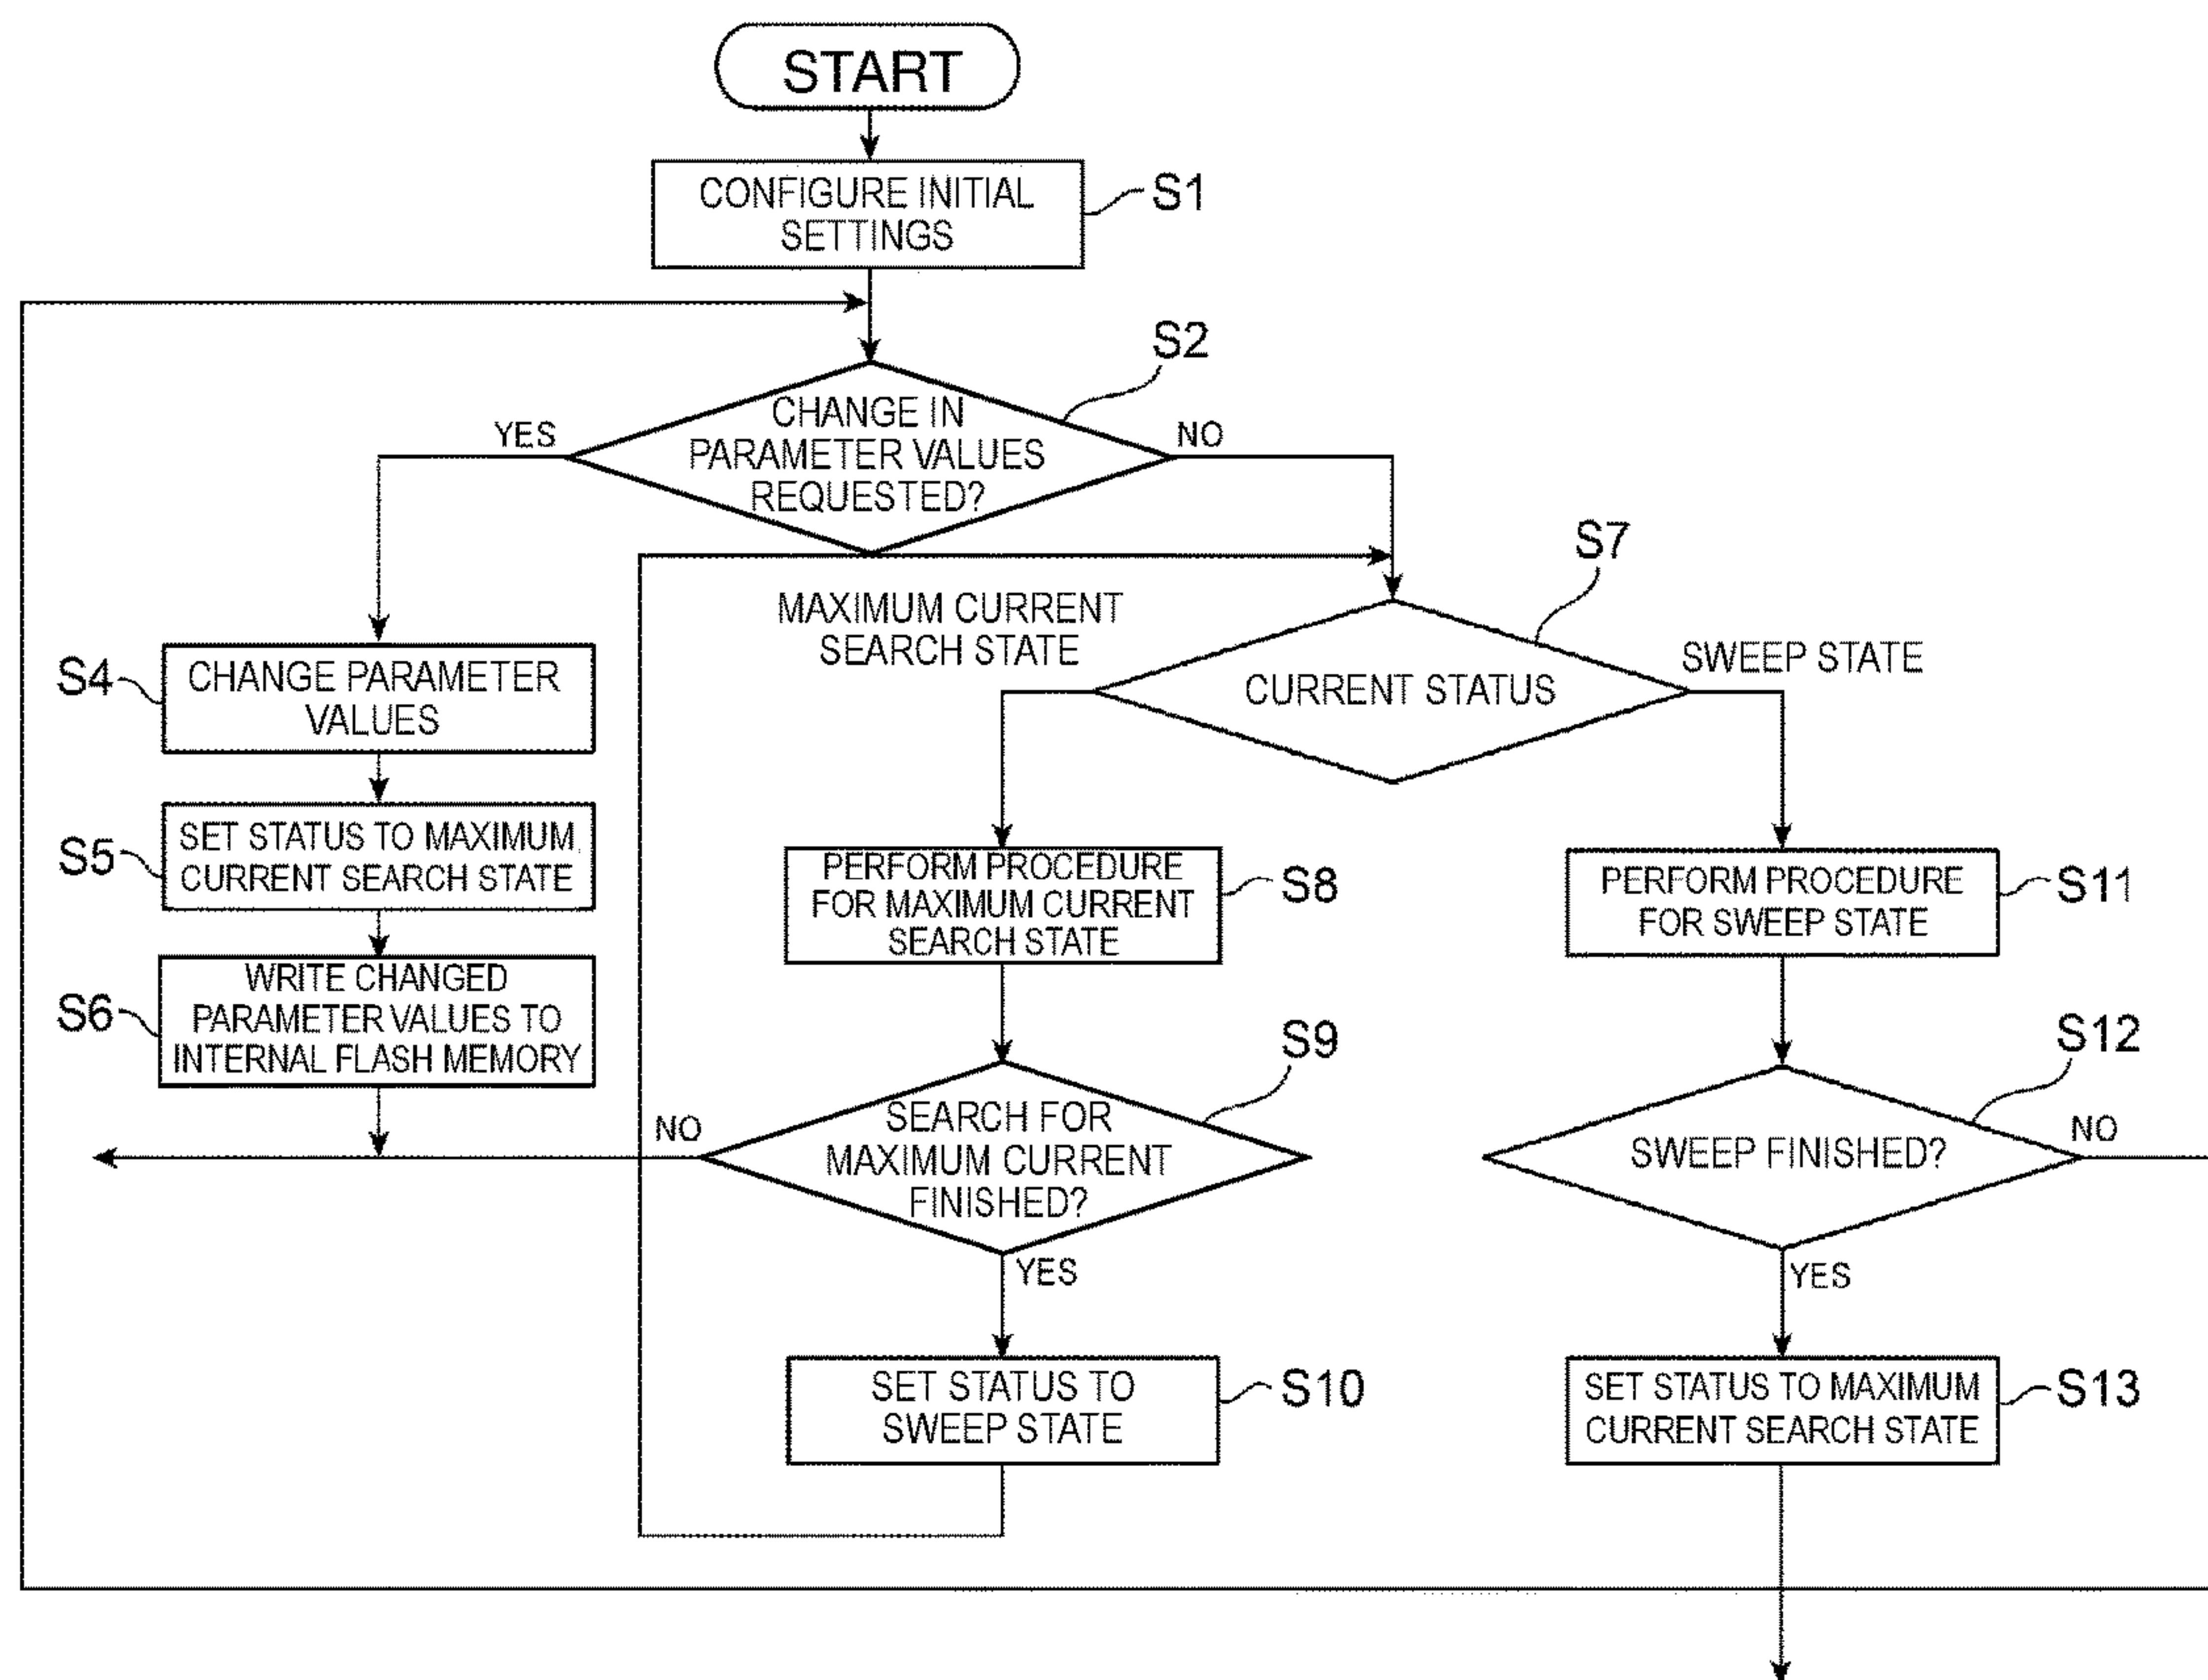 START
CONFIGURE INITIAL
SETTINGS
S1
S2
CHANGE IN
PARAMETER VALUES
REQUESTED?
YES
NO
S7
MAXIMUM CURRENT
SEARCH STATE
SWEEP STATE
CURRENT STATUS
S4
CHANGE PARAMETER
VALUES
S5
SET STATUS TO MAXIMUM
CURRENT SEARCH STATE
S6
WRITE CHANGED
PARAMETER VALUES TO
INTERNAL FLASH MEMORY
PERFORM PROCEDURE
FOR MAXIMUM CURRENT
SEARCH STATE
S8
PERFORM PROCEDURE
FOR SWEEP STATE
S11
S9
S12
NO
SEARCH FOR
MAXIMUM CURRENT
FINISHED?
SWEEP FINISHED?
NO
YES
YES
SET STATUS TO
SWEEP STATE
S10
SET STATUS TO MAXIMUM
CURRENT SEARCH STATE
S13